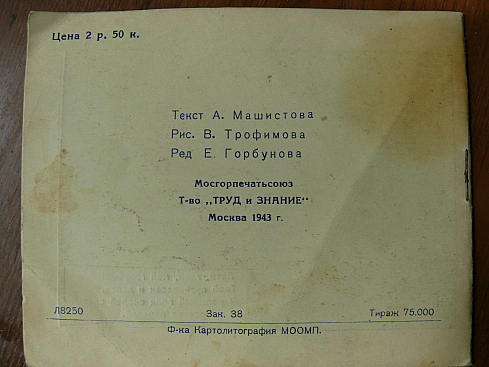 Цена 2 р. 50 к.
Текст А. Машистова
Рис. В. Трофимова
Ред Е. Горбунова
Мосгорпечатьсоюз
Т-во „ТРУД и ЗНАНИЕ“
Москва 1943 г.
Л8250 Зак. 38 Тираж 75.000
Ф-ка Картолитография МООМП.